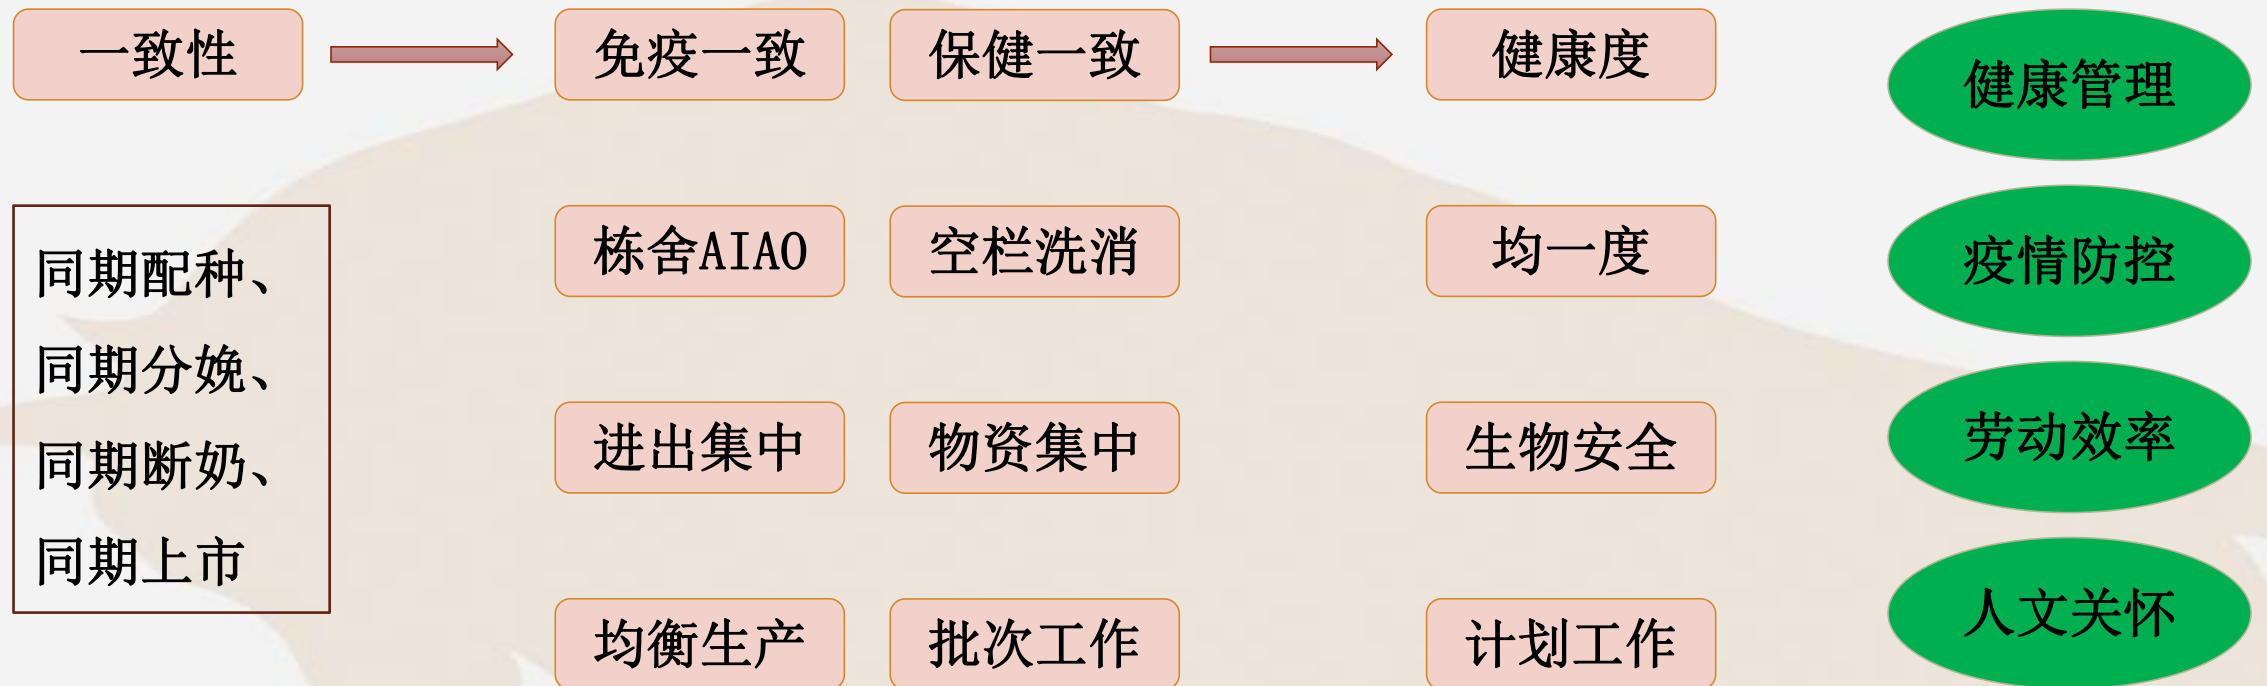 一致性
免疫一致
保健一致
健康度
健康管理
同期配种、
同期分娩、
同期断奶、
同期上市
栋舍AIAO
空栏洗消
均一度
疫情防控
进出集中
物资集中
生物安全
劳动效率
均衡生产
批次工作
计划工作
人文关怀